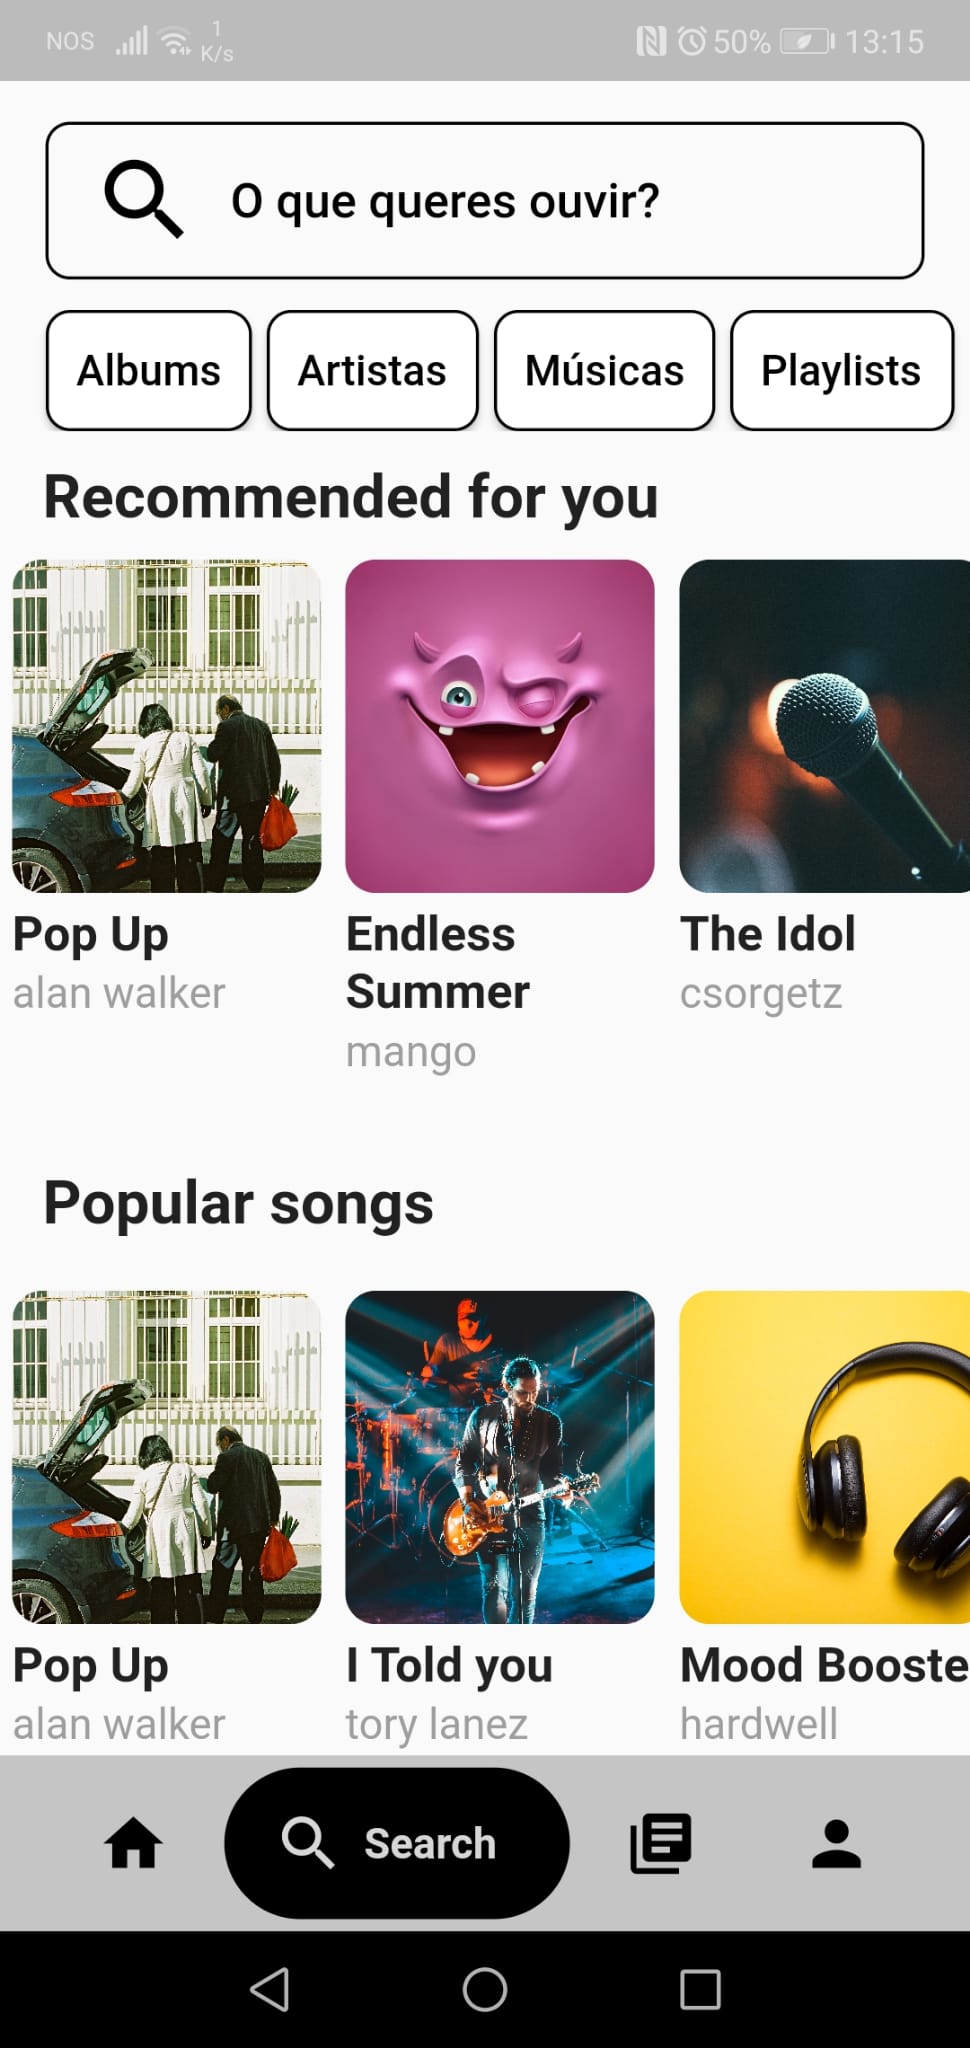 NOS 1 K/s 50% 13:15
O que queres ouvir?
Albums Artistas Músicas Playlists
Recommended for you
Pop Up
alan walker
Endless
Summer
mango
The Idol
csorgetz
Popular songs
Pop Up
alan walker
I Told you
tory lanez
Mood Booste
hardwell
Search